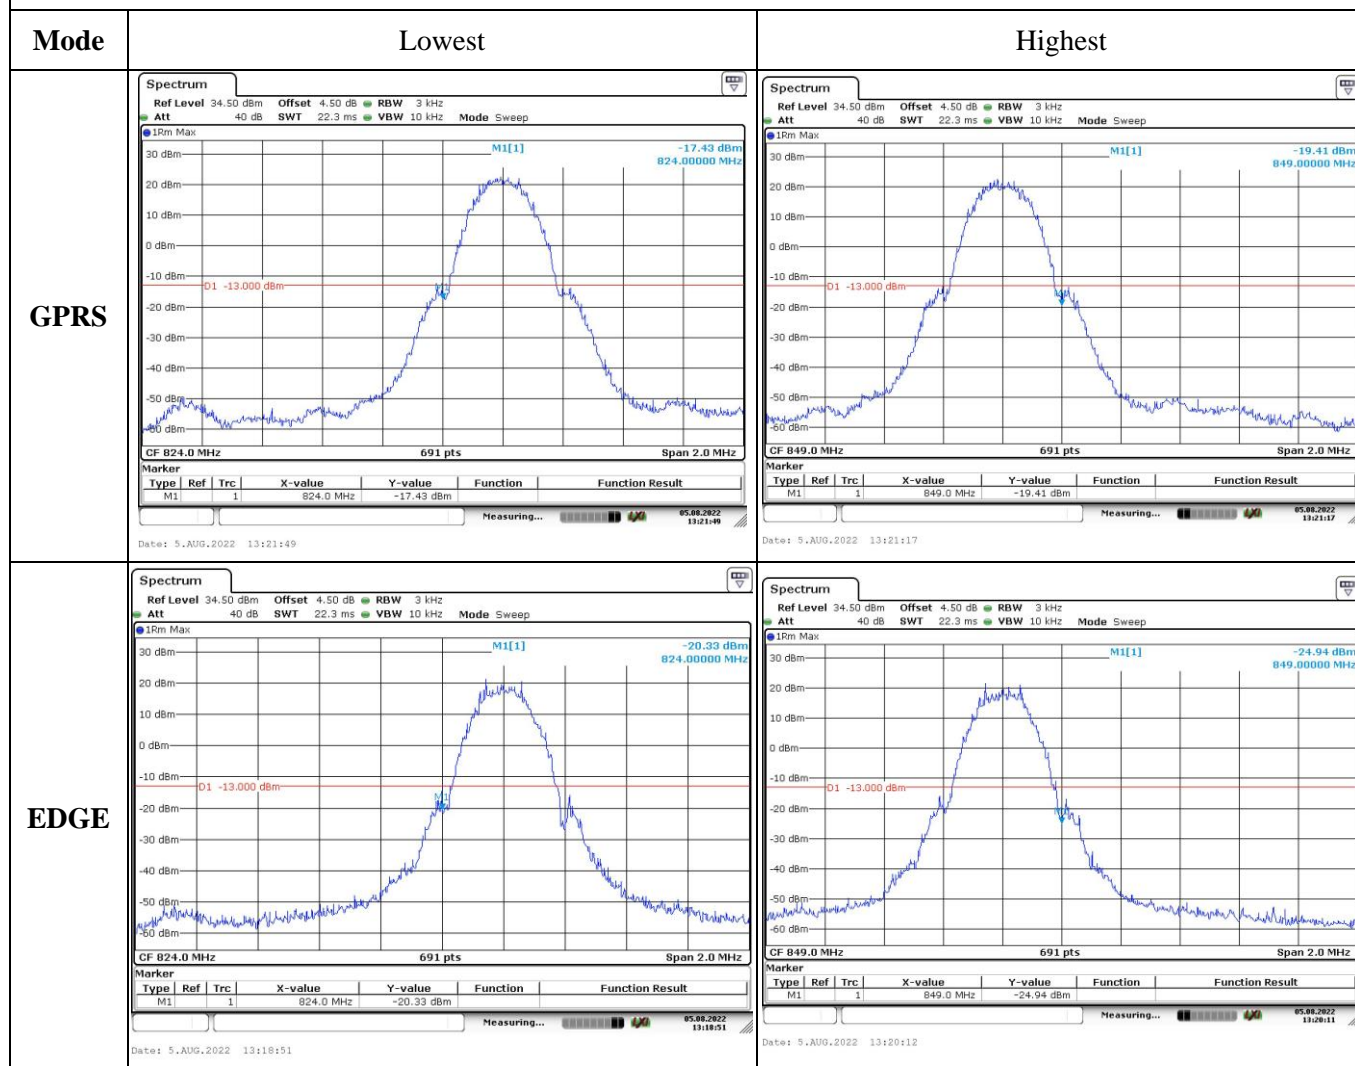 Mode Lowest Highest
GPRS
Spectrum
Ref Level 34.50 dBm Offset 4.50 dB RBW 3 kHz
Att 40 dB SWT 22.3 ms VBW 10 kHz Mode Sweep
1Rm Max
M1[1] -17.43 dBm
824.00000 MHz
30 dBm
20 dBm
10 dBm
0 dBm
-10 dBm
D1 -13.000 dBm
M1
-20 dBm
-30 dBm
-40 dBm
-50 dBm
-60 dBm
CF 824.0 MHz 691 pts Span 2.0 MHz
Marker
Type Ref Trc X-value Y-value Function Function Result
M1 1 824.0 MHz -17.43 dBm
Measuring... 05.08.2022
13:21:49
Date: 5.AUG.2022 13:21:49
Spectrum
Ref Level 34.50 dBm Offset 4.50 dB RBW 3 kHz
Att 40 dB SWT 22.3 ms VBW 10 kHz Mode Sweep
1Rm Max
M1[1] -19.41 dBm
849.00000 MHz
30 dBm
20 dBm
10 dBm
0 dBm
-10 dBm
D1 -13.000 dBm
-20 dBm
-30 dBm
-40 dBm
-50 dBm
-60 dBm
CF 849.0 MHz 691 pts Span 2.0 MHz
Marker
Type Ref Trc X-value Y-value Function Function Result
M1 1 849.0 MHz -19.41 dBm
Measuring... 05.08.2022
13:21:17
Date: 5.AUG.2022 13:21:17
EDGE
Spectrum
Ref Level 34.50 dBm Offset 4.50 dB RBW 3 kHz
Att 40 dB SWT 22.3 ms VBW 10 kHz Mode Sweep
1Rm Max
M1[1] -20.33 dBm
824.00000 MHz
30 dBm
20 dBm
10 dBm
0 dBm
-10 dBm
D1 -13.000 dBm
M1
-20 dBm
-30 dBm
-40 dBm
-50 dBm
-60 dBm
CF 824.0 MHz 691 pts Span 2.0 MHz
Marker
Type Ref Trc X-value Y-value Function Function Result
M1 1 824.0 MHz -20.33 dBm
Measuring... 05.08.2022
13:18:51
Date: 5.AUG.2022 13:18:51
Spectrum
Ref Level 34.50 dBm Offset 4.50 dB RBW 3 kHz
Att 40 dB SWT 22.3 ms VBW 10 kHz Mode Sweep
1Rm Max
M1[1] -24.94 dBm
849.00000 MHz
30 dBm
20 dBm
10 dBm
0 dBm
-10 dBm
D1 -13.000 dBm
-20 dBm
-30 dBm
-40 dBm
-50 dBm
-60 dBm
CF 849.0 MHz 691 pts Span 2.0 MHz
Marker
Type Ref Trc X-value Y-value Function Function Result
M1 1 849.0 MHz -24.94 dBm
Measuring... 05.08.2022
13:20:11
Date: 5.AUG.2022 13:20:12